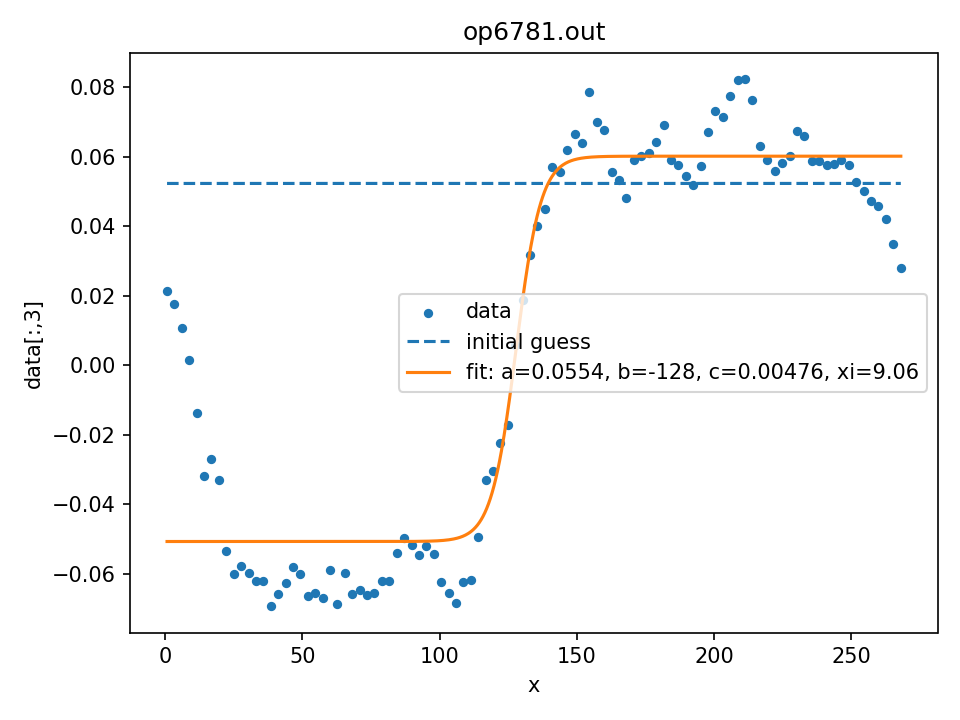 op6781.out
0.08
0.06
0.04
0.02
0.00
−0.02
−0.04
−0.06
data[:,3]
data
initial guess
fit: a=0.0554, b=-128, c=0.00476, xi=9.06
0 50 100 150 200 250
x